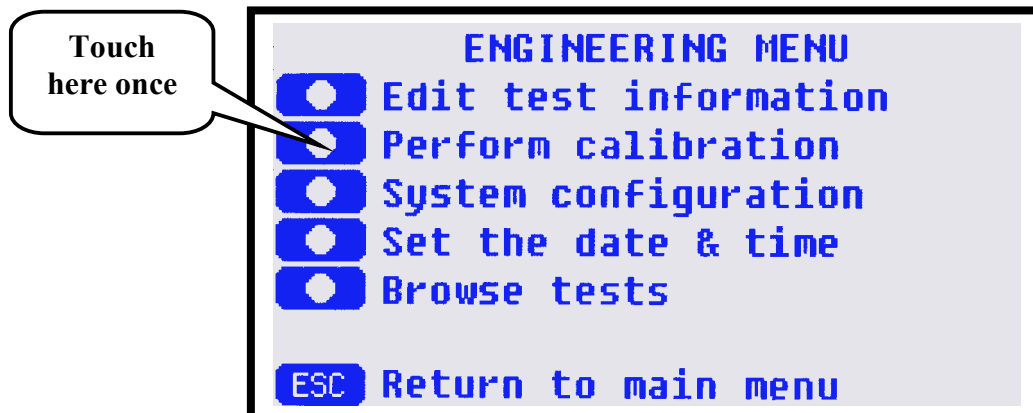 Touch
here once
ENGINEERING MENU
Edit test information
Perform calibration
System configuration
Set the date & time
Browse tests
ESC Return to main menu